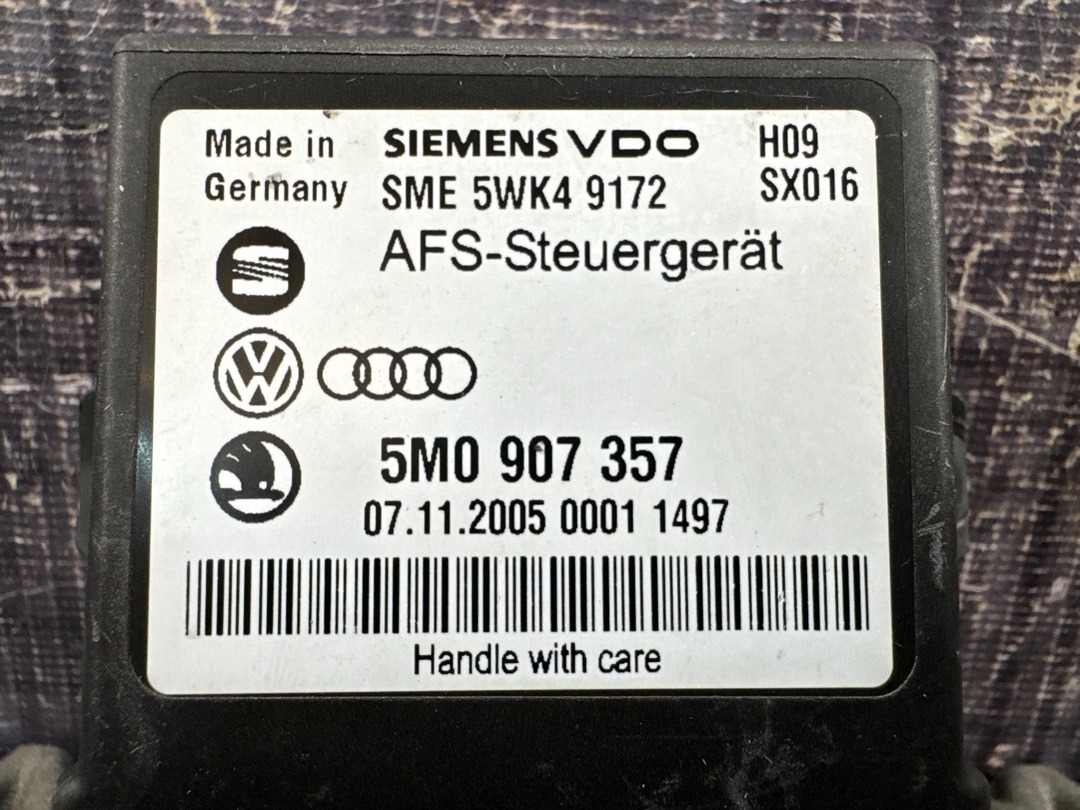 Made in SIEMENS VDO H09
Germany SME 5WK4 9172 SX016
AFS-Steuergerät
5M0 907 357
07.11.2005 0001 1497
Handle with care